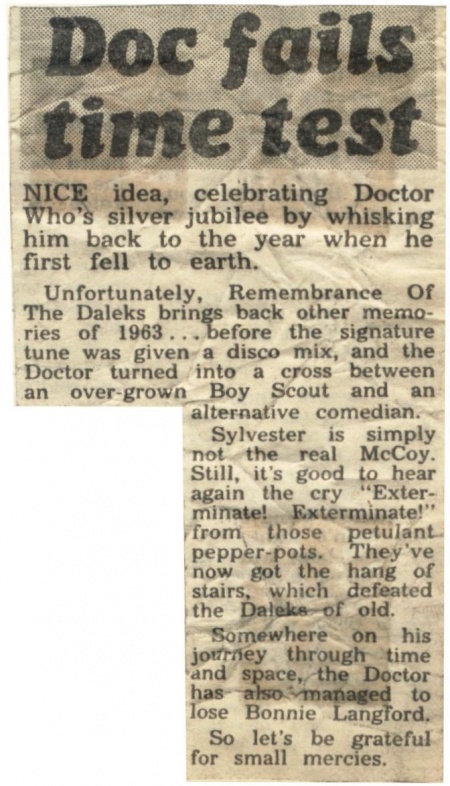 Doc fails
time test
NICE idea, celebrating Doctor
Who's silver jubilee by whisking
him back to the year when he
first fell to earth.
Unfortunately, Remembrance Of
The Daleks brings back other memo-
ries of 1963 . . . before the signature
tune was given a disco mix, and the
Doctor turned into a cross between
an over-grown Boy Scout and an
alternative comedian.
Sylvester is simply
not the real McCoy.
Still, it's good to hear
again the cry "Exter-
minate! Exterminate!"
from those petulant
pepper-pots. They've
now got the hang of
stairs, which defeated
the Daleks of old.
Somewhere on his
journey through time
and space, the Doctor
has also managed to
lose Bonnie Langford.
So let's be grateful
for small mercies.